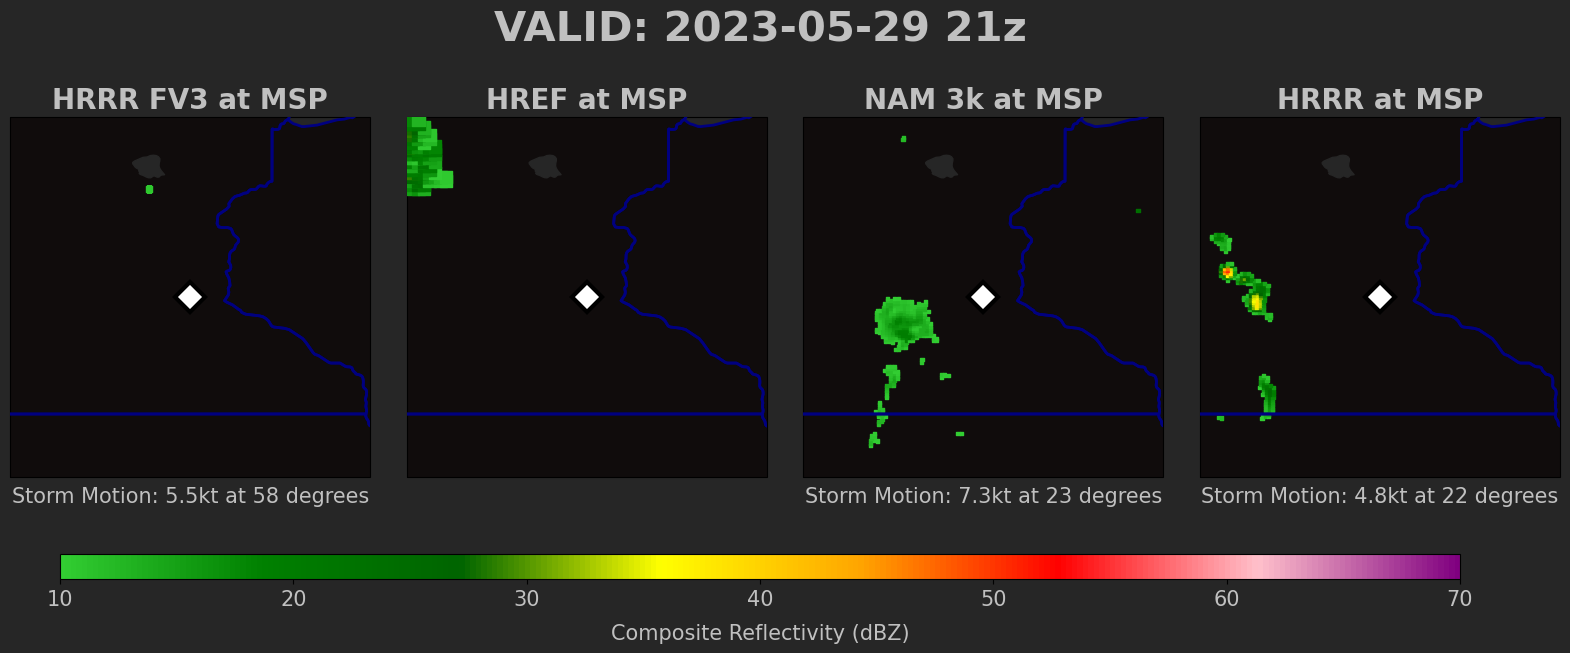 VALID: 2023-05-29 21z
HRRR FV3 at MSP
HREF at MSP
NAM 3k at MSP
HRRR at MSP
Storm Motion: 5.5kt at 58 degrees
Storm Motion: 7.3kt at 23 degrees
Storm Motion: 4.8kt at 22 degrees
10 20 30 40 50 60 70
Composite Reflectivity (dBZ)